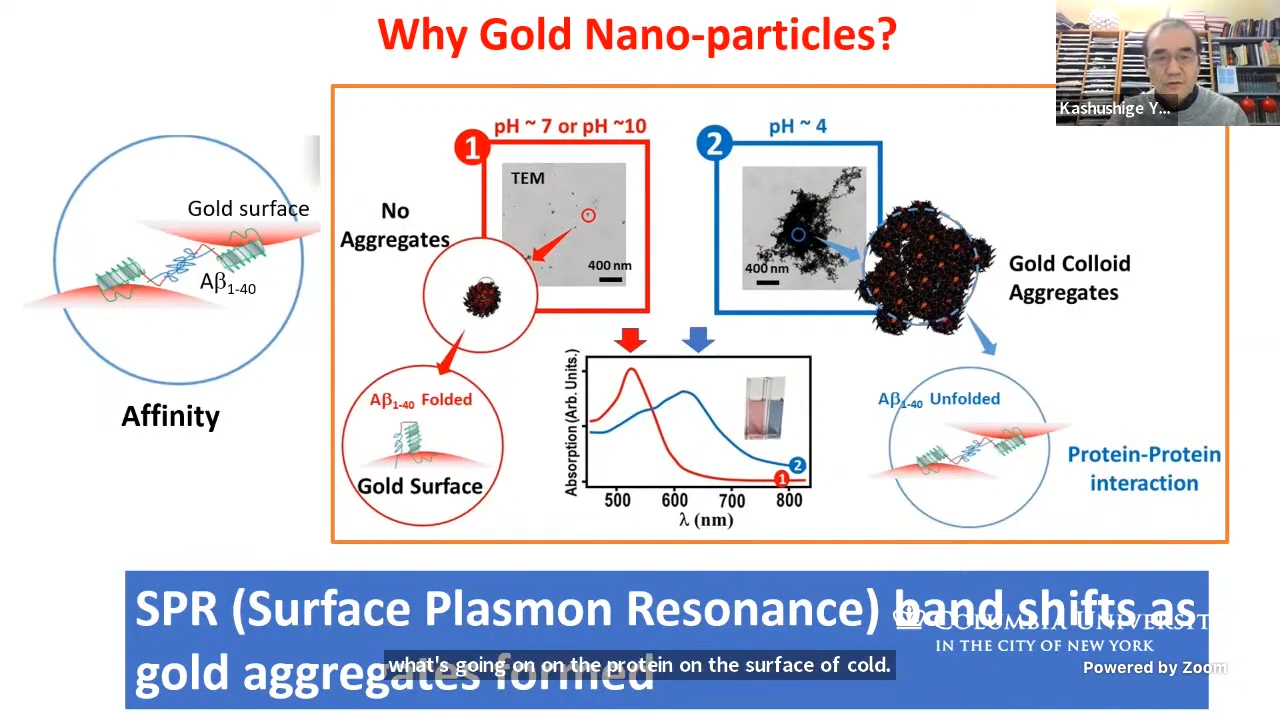 Why Gold Nano-particles?
Kashushige Y...
1
pH ~ 7 or pH ~10
2
pH ~ 4
TEM
400 nm
400 nm
No
Aggregates
Gold surface
Aβ1-40
Affinity
Gold Colloid
Aggregates
Aβ1-40 Folded
Gold Surface
Absorption (Arb. Units.)
2
1
500 600 700 800
λ (nm)
Aβ1-40 Unfolded
Protein-Protein
interaction
SPR (Surface Plasmon Resonance) band shifts as
gold aggregates formed
COLUMBIA UNIVERSITY
IN THE CITY OF NEW YORK
what's going on on the protein on the surface of cold.
Powered by Zoom